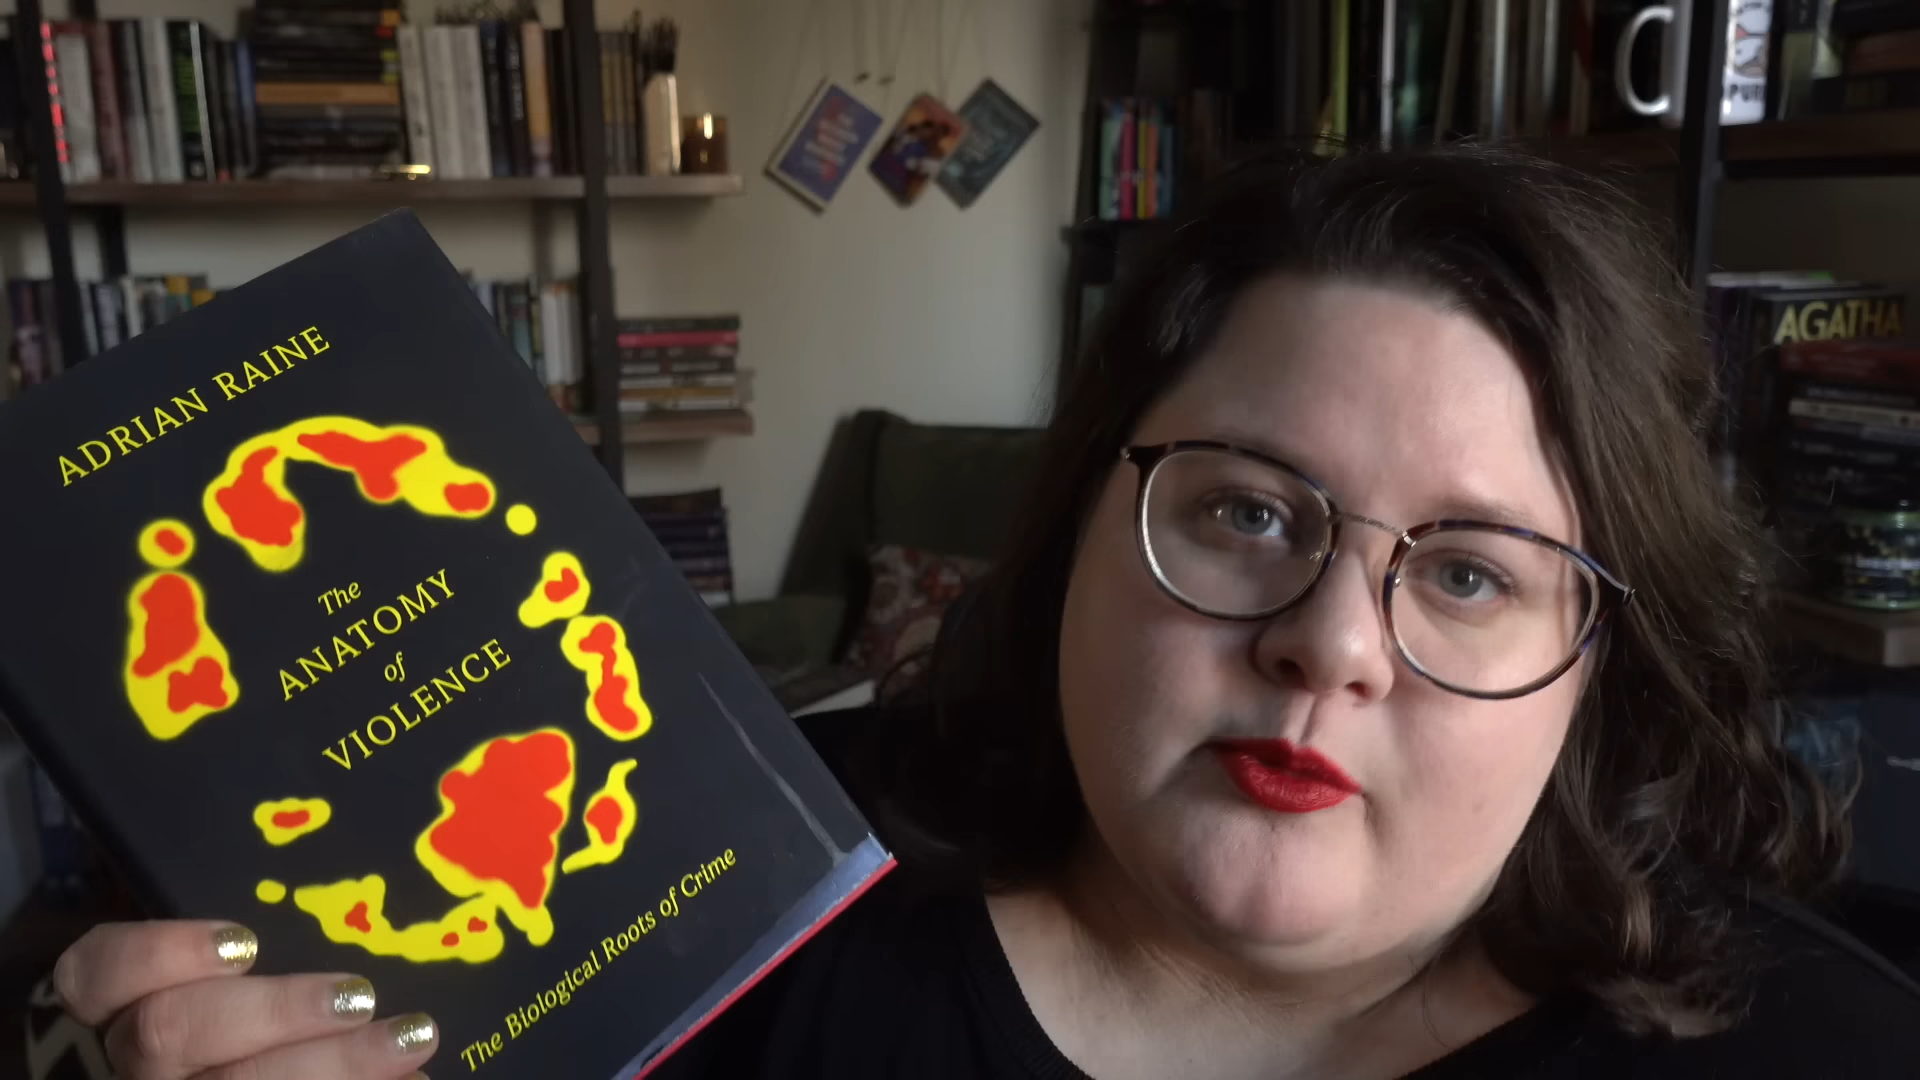 ADRIAN RAINE
The
ANATOMY
of
VIOLENCE
The Biological Roots of Crime
AGATHA